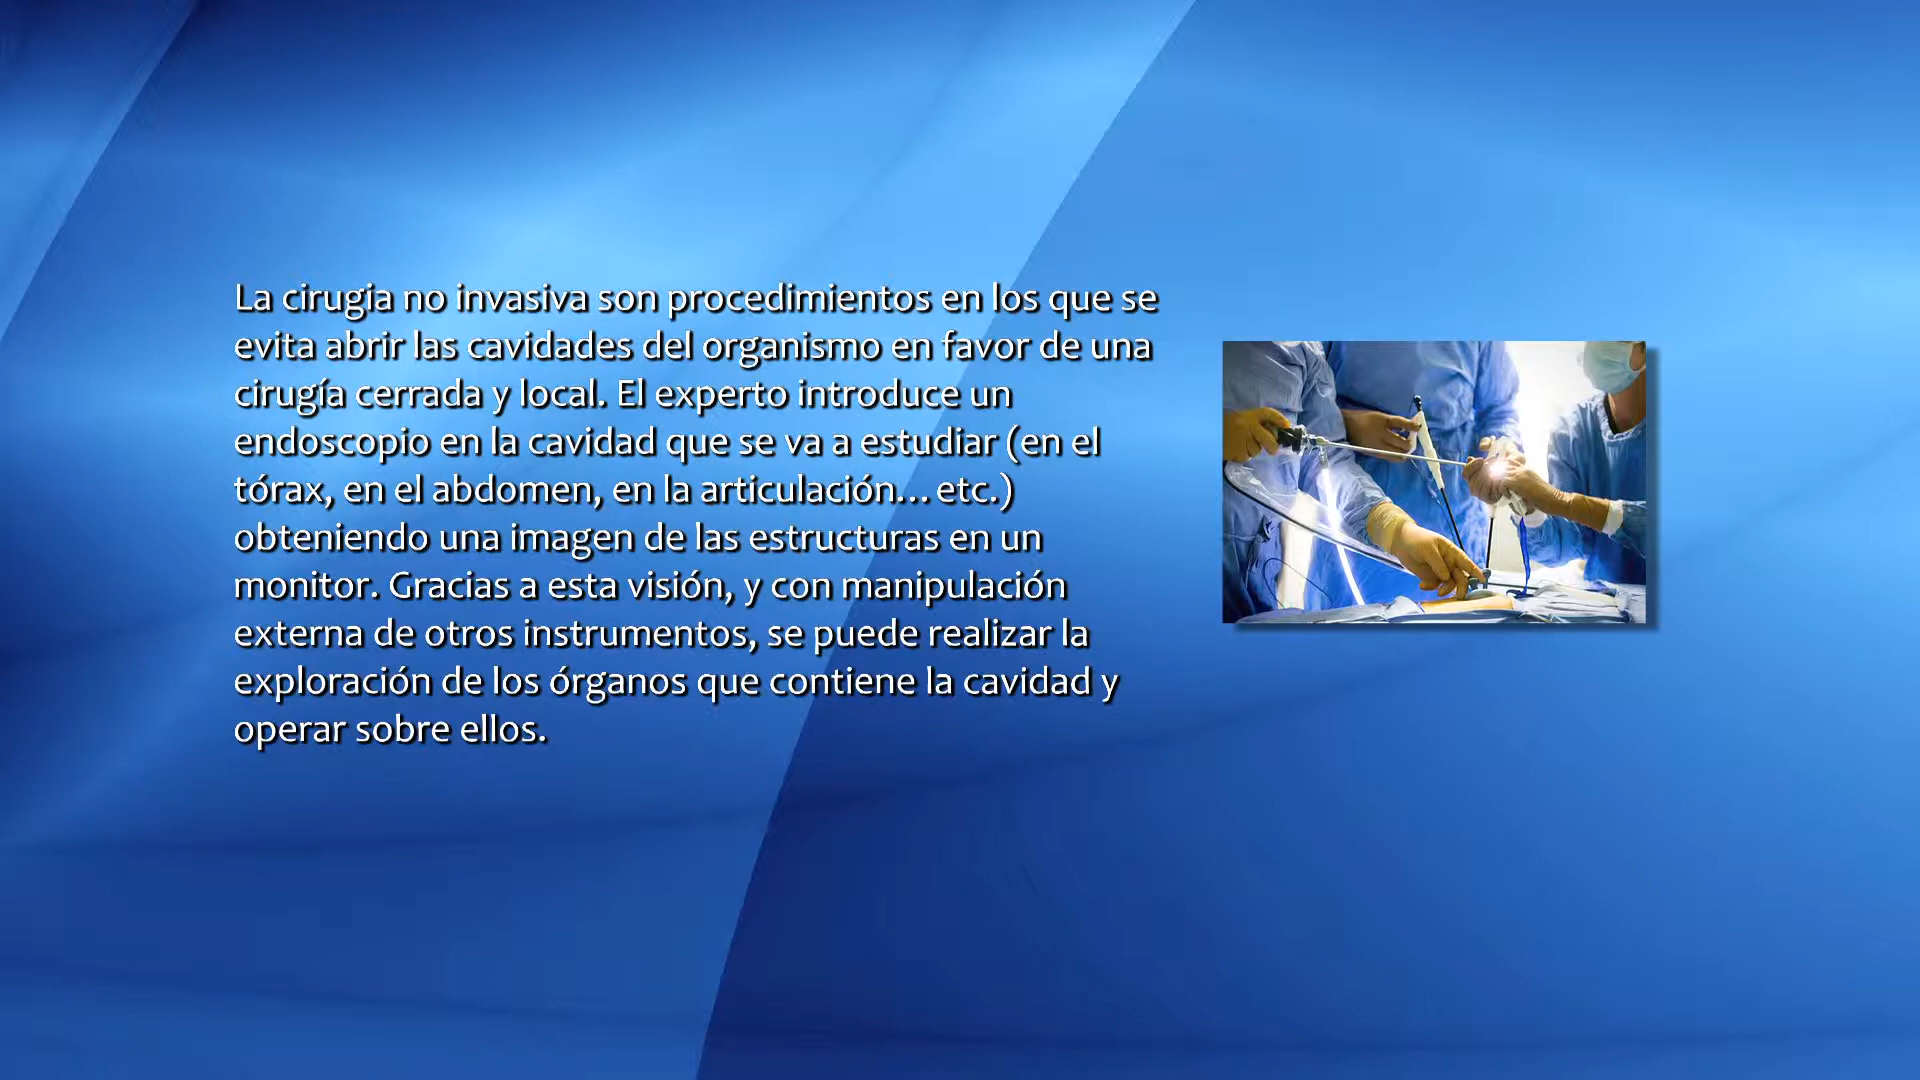 La cirugia no invasiva son procedimientos en los que se
evita abrir las cavidades del organismo en favor de una
cirugía cerrada y local. El experto introduce un
endoscopio en la cavidad que se va a estudiar (en el
tórax, en el abdomen, en la articulación…etc.)
obteniendo una imagen de las estructuras en un
monitor. Gracias a esta visión, y con manipulación
externa de otros instrumentos, se puede realizar la
exploración de los órganos que contiene la cavidad y
operar sobre ellos.